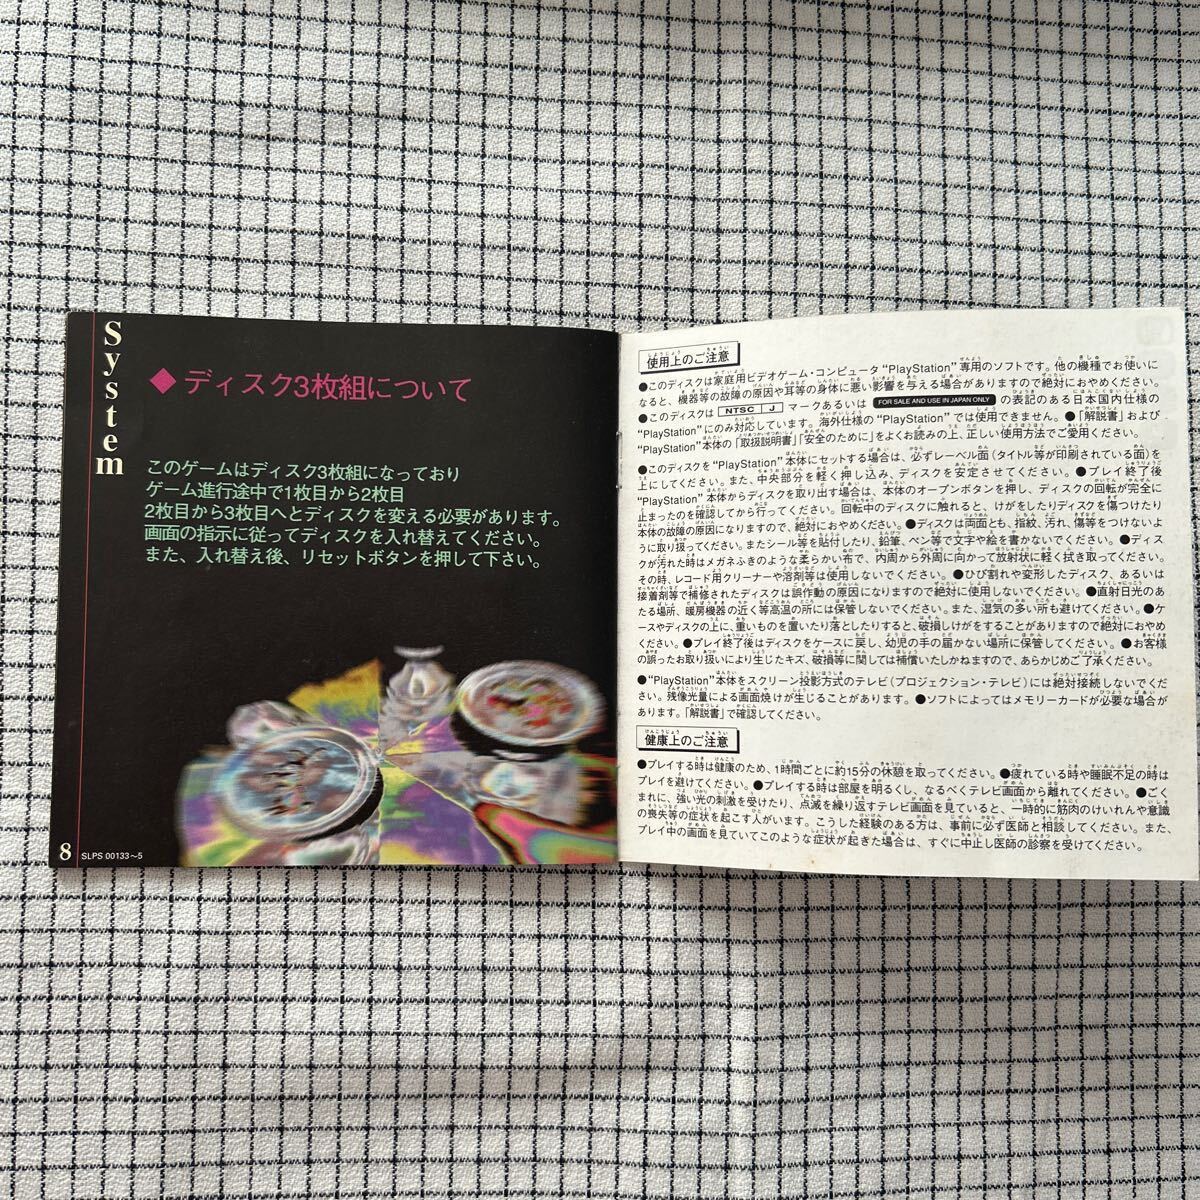 System
◆ディスク3枚組について
このゲームはディスク3枚組になっており
ゲーム進行途中で1枚目から2枚目
2枚目から3枚目へとディスクを変える必要があります。
画面の指示に従ってディスクを入れ替えてください。
また、入れ替え後、リセットボタンを押して下さい。
8 SLPS 00133〜5
使用上のご注意
●このディスクは家庭用ビデオゲーム・コンピュータ“PlayStation”専用のソフトです。他の機種でお使いに
なると、機器等の故障の原因や耳等の身体に悪い影響を与える場合がありますので絶対におやめください。
●このディスクは NTSC J マークあるいは FOR SALE AND USE IN JAPAN ONLY の表記のある日本国内仕様の
“PlayStation”にのみ対応しています。海外仕様の“PlayStation”では使用できません。●「解説書」および
“PlayStation”本体の「取扱説明書」「安全のために」をよくお読みの上、正しい使用方法でご愛用ください。
●このディスクを“PlayStation”本体にセットする場合は、必ずレーベル面（タイトル等が印刷されている面）を
上にしてください。また、中央部分を軽く押し込み、ディスクを安定させてください。●プレイ終了後
“PlayStation”本体からディスクを取り出す場合は、本体のオープンボタンを押し、ディスクの回転が完全に
止まったのを確認してから行ってください。回転中のディスクに触れると、けがをしたりディスクを傷つけたり
本体の故障の原因になりますので、絶対におやめください。●ディスクは両面とも、指紋、汚れ、傷等をつけないよ
うに取り扱ってください。またシール等を貼付したり、鉛筆、ペン等で文字や絵を書かないでください。●ディス
クが汚れた時はメガネふきのような柔らかい布で、内周から外周に向かって放射状に軽く拭き取ってください。
その時、レコード用クリーナーや溶剤等は使用しないでください。●ひび割れや変形したディスク、あるいは
接着剤等で補修されたディスクは誤作動の原因になりますので絶対に使用しないでください。●直射日光のあ
たる場所、暖房機器の近く等高温の所には保管しないでください。また、湿気の多い所も避けてください。●ケ
ースやディスクの上に、重いものを置いたり落としたりすると、破損しけがをすることがありますので絶対におやめ
ください。●プレイ終了後はディスクをケースに戻し、幼児の手の届かない場所に保管してください。●お客様
の誤ったお取り扱いにより生じたキズ、破損等に関しては補償いたしかねますので、あらかじめご了承ください。
●“PlayStation”本体をスクリーン投影方式のテレビ（プロジェクション・テレビ）には絶対接続しないでくだ
さい。残像光量による画面焼けが生じることがあります。●ソフトによってはメモリーカードが必要な場合が
あります。「解説書」で確認してください。
健康上のご注意
●プレイする時は健康のため、1時間ごとに約15分の休憩を取ってください。●疲れている時や睡眠不足の時は
プレイを避けてください。●プレイする時は部屋を明るくし、なるべくテレビ画面から離れてください。●ごく
まれに、強い光の刺激を受けたり、点滅を繰り返すテレビ画面を見ていると、一時的に筋肉のけいれんや意識
の喪失等の症状を起こす人がいます。こうした経験のある方は、事前に必ず医師と相談してください。また、
プレイ中の画面を見ていてこのような症状が起きた場合は、すぐに中止し医師の診察を受けてください。